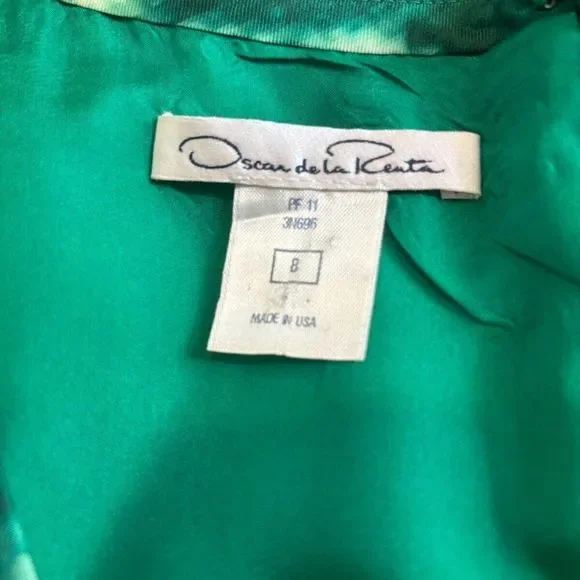 Oscar de la Renta
PF 11
3N696
8
MADE IN USA